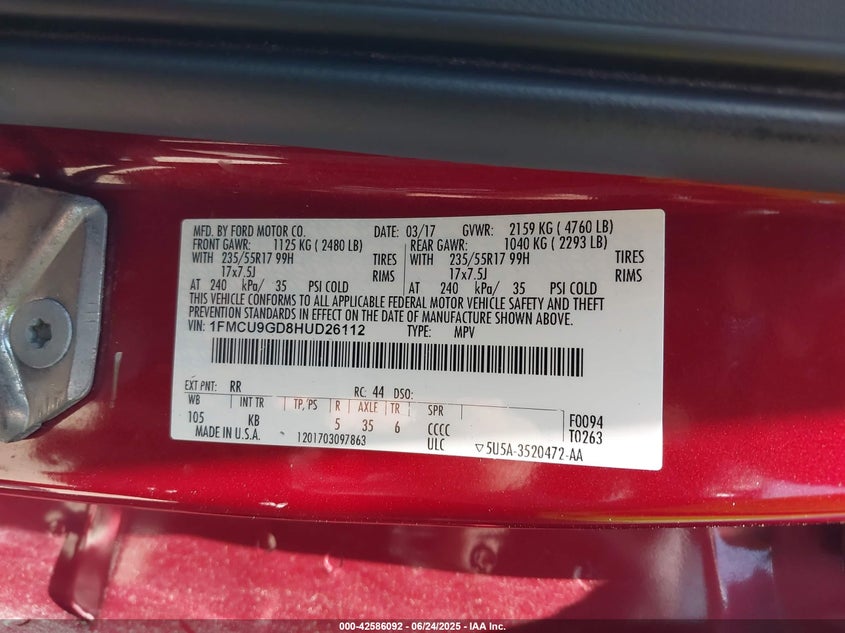 MFD. BY FORD MOTOR CO. DATE: 03/17 GVWR: 2159 KG ( 4760 LB)
FRONT GAWR: 1125 KG ( 2480 LB) REAR GAWR: 1040 KG ( 2293 LB)
WITH 235/55R17 99H TIRES WITH 235/55R17 99H TIRES
17x7.5J RIMS 17x7.5J RIMS
AT 240 kPa/ 35 PSI COLD AT 240 kPa/ 35 PSI COLD
THIS VEHICLE CONFORMS TO ALL APPLICABLE FEDERAL MOTOR VEHICLE SAFETY AND THEFT
PREVENTION STANDARDS IN EFFECT ON THE DATE OF MANUFACTURE SHOWN ABOVE.
VIN: 1FMCU9GD8HUD26112 TYPE: MPV
EXT PNT: RR RC: 44 DSO:
WB INT TR TP/PS R AXLE TR SPR
105 KB 5 35 6 CCCC
F0094
T0263
MADE IN U.S.A. 1201703097863 ULC ▽5U5A-3520472-AA
000-42586092 - 06/24/2025 - IAA Inc.